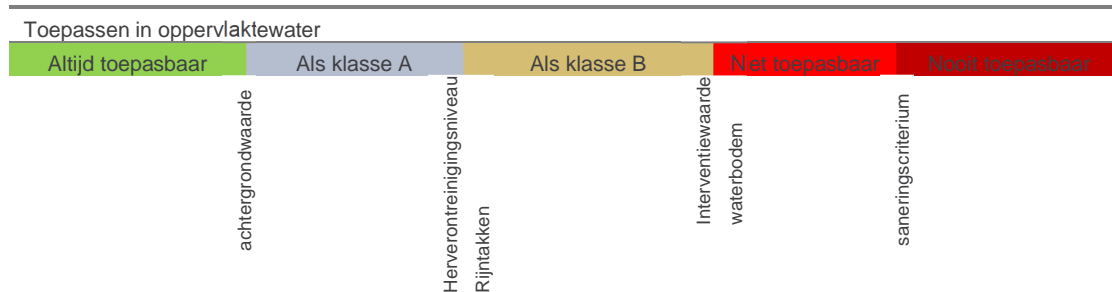 Toepassen in oppervlaktewater
Altijd toepasbaar
Als klasse A
Als klasse B
Niet toepasbaar
Nooit toepasbaar
achtergrondwaarde
Herverontreinigingsniveau
Rijntakken
Interventiewaarde
waterbodem
saneringscriterium